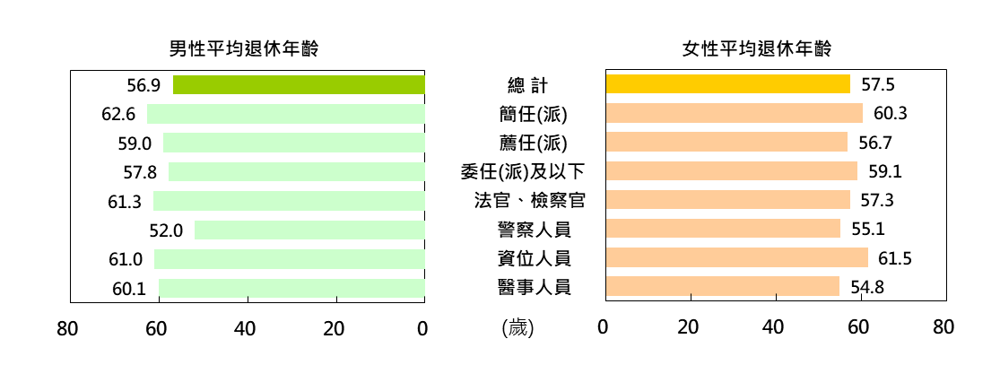 男性平均退休年齡 女性平均退休年齡
56.9 總計 57.5
62.6 簡任(派) 60.3
59.0 薦任(派) 56.7
57.8 委任(派)及以下 59.1
61.3 法官、檢察官 57.3
52.0 警察人員 55.1
61.0 資位人員 61.5
60.1 醫事人員 54.8
80 60 40 20 0 (歲) 0 20 40 60 80